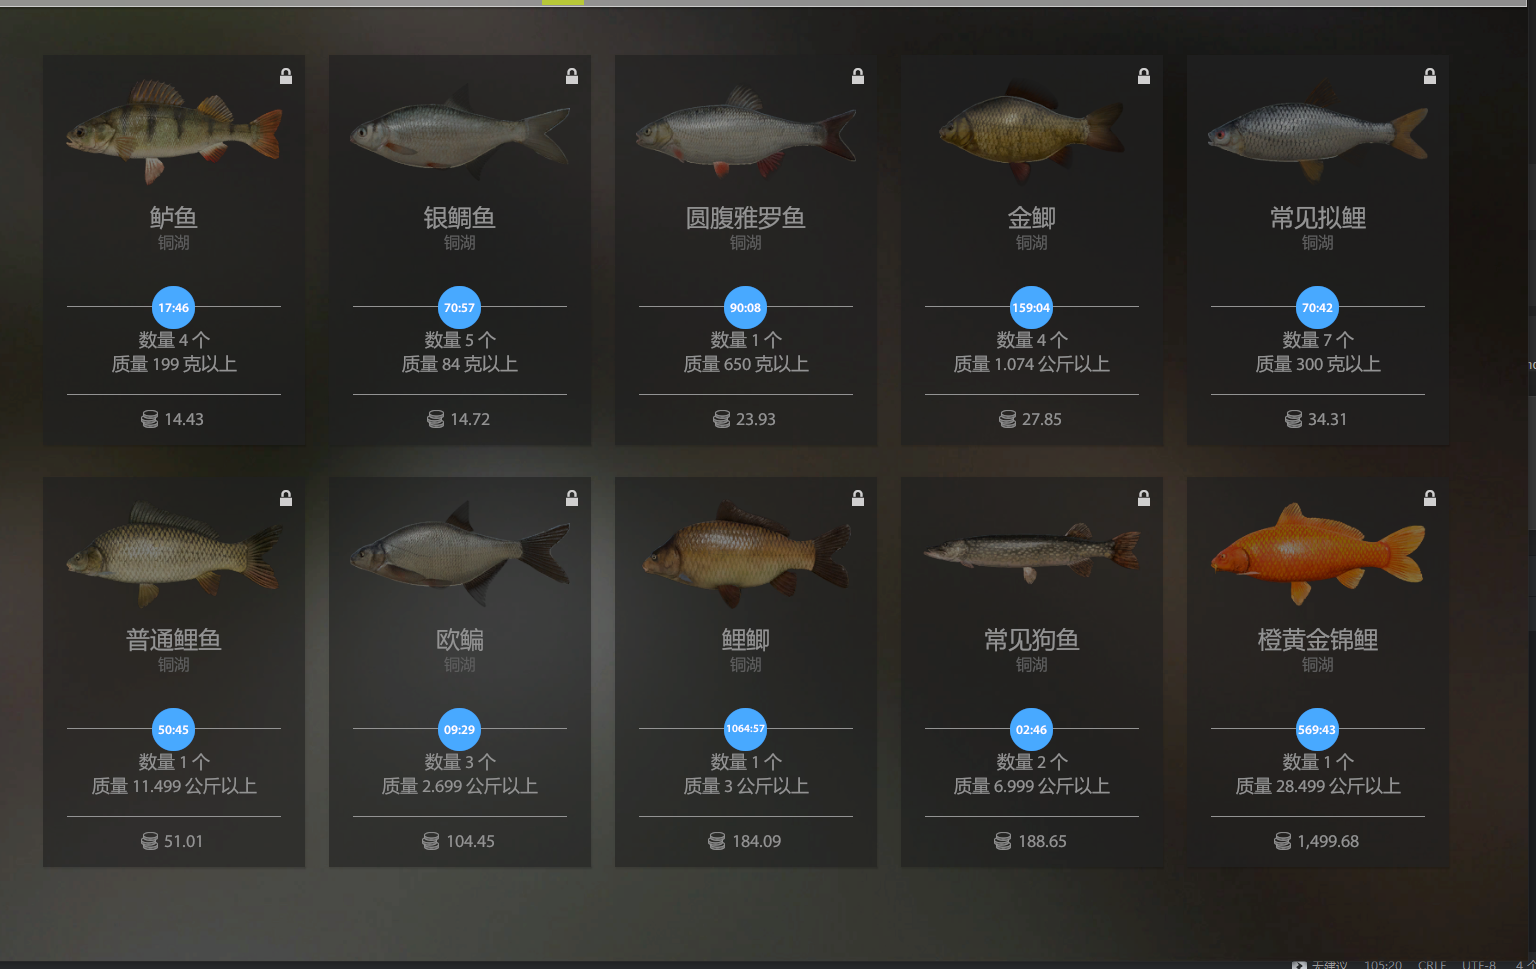 鲈鱼
铜湖
17:46
数量 4 个
质量 199 克以上
14.43
银鲷鱼
铜湖
70:57
数量 5 个
质量 84 克以上
14.72
圆腹雅罗鱼
铜湖
90:08
数量 1 个
质量 650 克以上
23.93
金鲫
铜湖
159:04
数量 4 个
质量 1.074 公斤以上
27.85
常见拟鲤
铜湖
70:42
数量 7 个
质量 300 克以上
34.31
普通鲤鱼
铜湖
50:45
数量 1 个
质量 11.499 公斤以上
51.01
欧鳊
铜湖
09:29
数量 3 个
质量 2.699 公斤以上
104.45
鲤鲫
铜湖
1064:57
数量 1 个
质量 3 公斤以上
184.09
常见狗鱼
铜湖
02:46
数量 2 个
质量 6.999 公斤以上
188.65
橙黄金锦鲤
铜湖
569:43
数量 1 个
质量 28.499 公斤以上
1,499.68
无建议 105:20 CRLF UTF-8 4